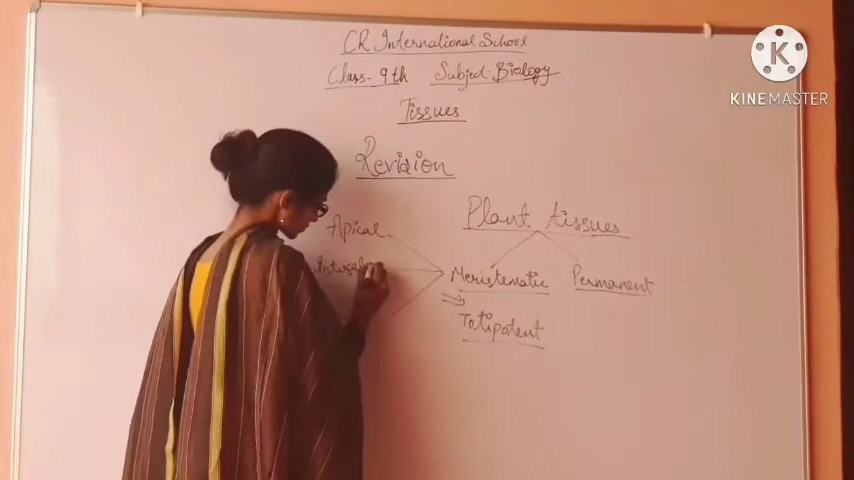 CR International School
Class-9th Subject-Biology
Tissues
Revision
Plant tissues
Apical
Meristematic Permanent
Totipotent
K
KINEMASTER